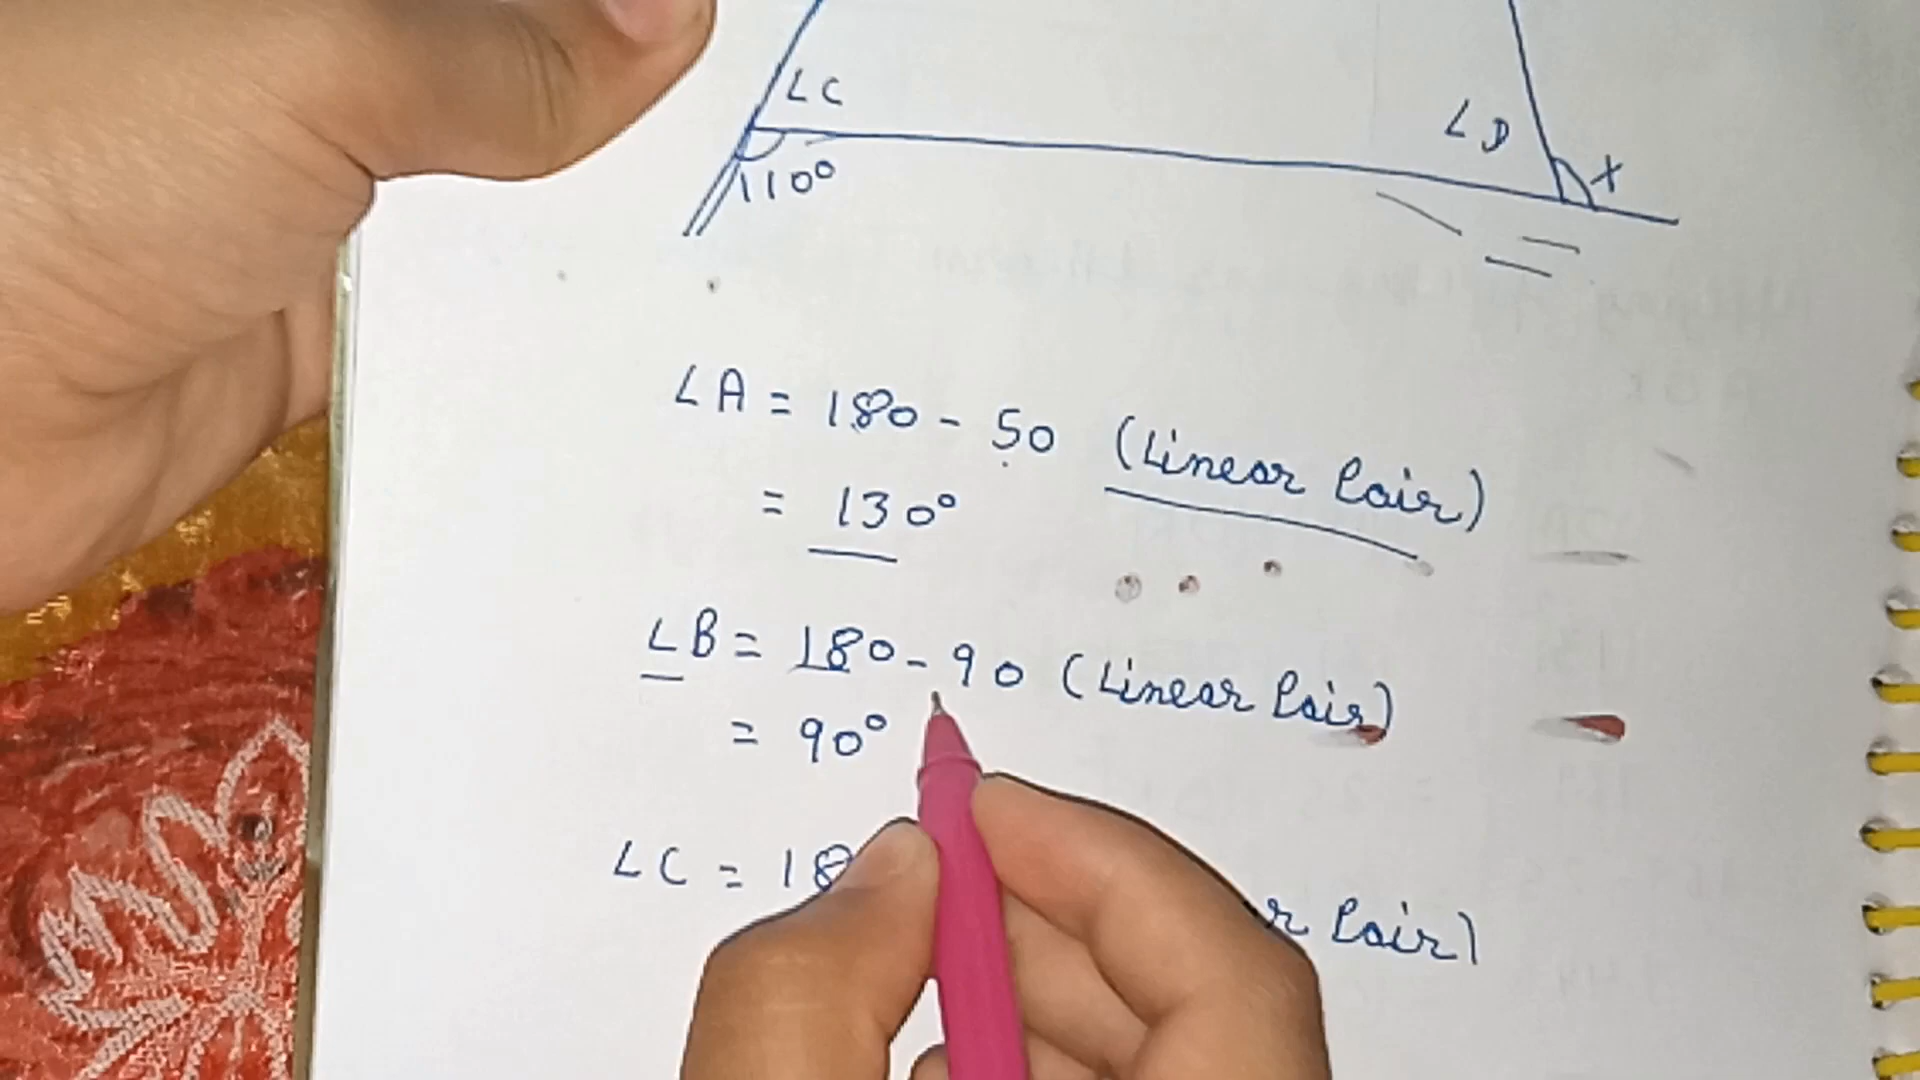 ∠C
∠D
x
110°
∠A = 180 - 50 (Linear Pair)
= 130°
∠B = 180 - 90 (Linear Pair)
= 90°
∠C = 18 Pair)